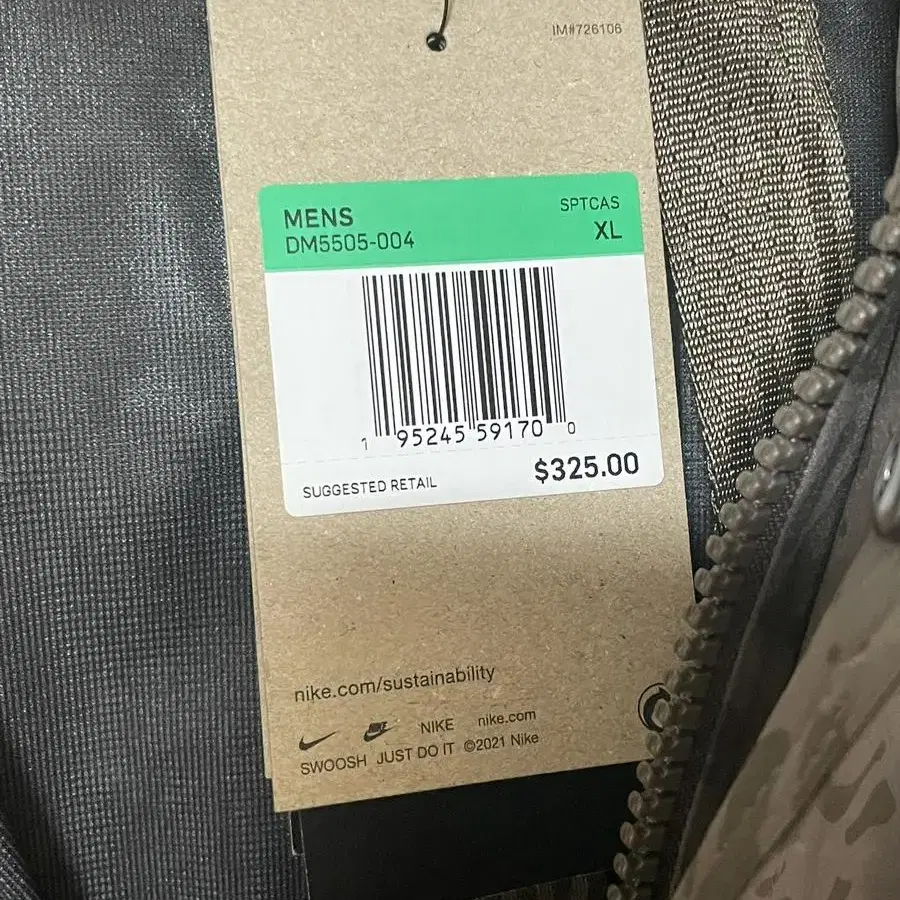 IM#726106
MENS SPTCAS
DM5505-004 XL
1 95245 59170 0
SUGGESTED RETAIL $325.00
nike.com/sustainability
NIKE nike.com
SWOOSH JUST DO IT ©2021 Nike